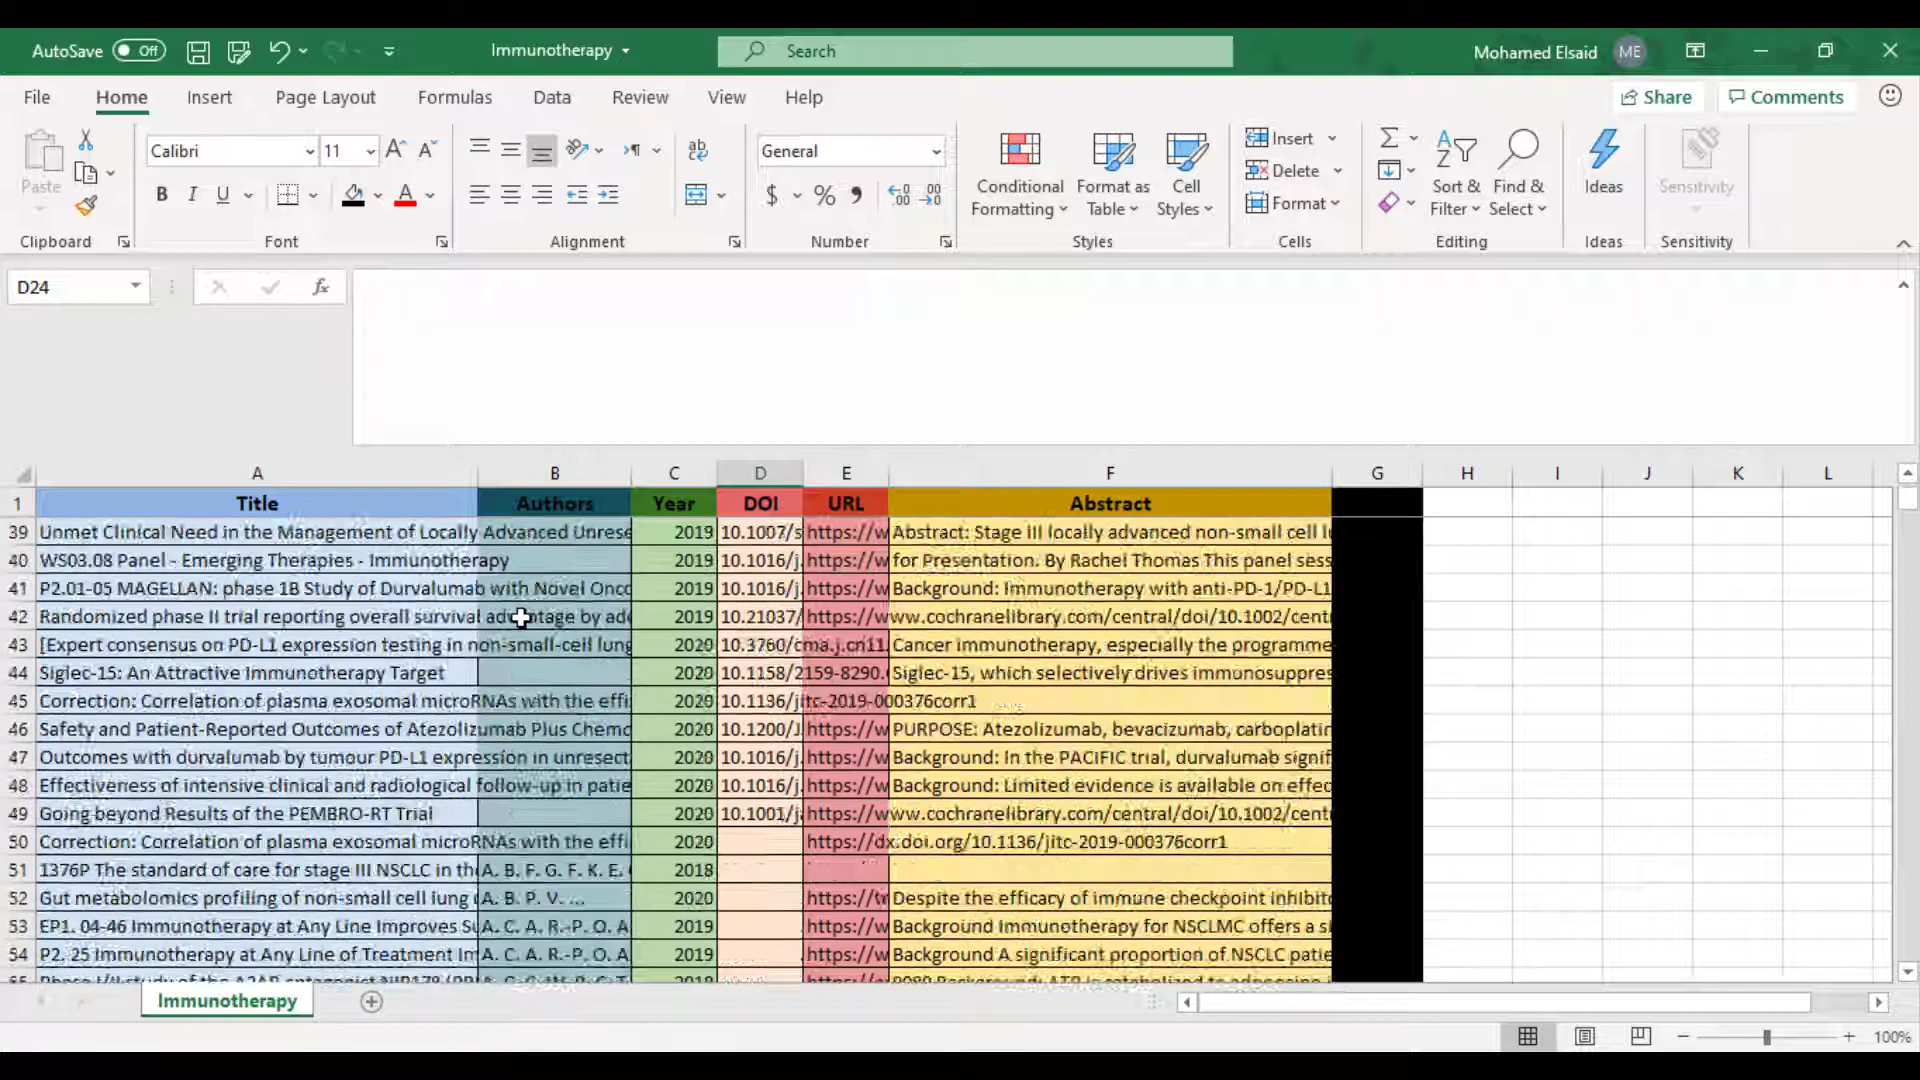 AutoSave Off Immunotherapy Search Mohamed Elsaid ME
File Home Insert Page Layout Formulas Data Review View Help Share Comments
Calibri 11 General
Paste Conditional Formatting Format as Table Cell Styles Insert Delete Format Sort & Filter Find & Select Ideas Sensitivity
B I U A $ % 
Clipboard Font Alignment Number Styles Cells Editing Ideas Sensitivity
D24 fx
A B C D E F G H I J K L
1 Title Authors Year DOI URL Abstract
39 Unmet Clinical Need in the Management of Locally Advanced Unrese 2019 10.1007/s https://w Abstract: Stage III locally advanced non-small cell lu
40 WS03.08 Panel - Emerging Therapies - Immunotherapy 2019 10.1016/j. https://w for Presentation. By Rachel Thomas This panel sess
41 P2.01-05 MAGELLAN: phase 1B Study of Durvalumab with Novel Onco 2019 10.1016/j. https://w Background: Immunotherapy with anti-PD-1/PD-L1
42 Randomized phase II trial reporting overall survival advantage by ad 2019 10.21037/ https://w www.cochranelibrary.com/central/doi/10.1002/cent
43 [Expert consensus on PD-L1 expression testing in non-small-cell lung 2020 10.3760/cma.j.cn11 Cancer immunotherapy, especially the programme
44 Siglec-15: An Attractive Immunotherapy Target 2020 10.1158/2159-8290. Siglec-15, which selectively drives immunosuppres
45 Correction: Correlation of plasma exosomal microRNAs with the effi 2020 10.1136/jitc-2019-000376corr1
46 Safety and Patient-Reported Outcomes of Atezolizumab Plus Chemo 2020 10.1200/J. https://w PURPOSE: Atezolizumab, bevacizumab, carboplatin
47 Outcomes with durvalumab by tumour PD-L1 expression in unresect 2020 10.1016/j. https://w Background: In the PACIFIC trial, durvalumab signif
48 Effectiveness of intensive clinical and radiological follow-up in patie 2020 10.1016/j. https://w Background: Limited evidence is available on effec
49 Going beyond Results of the PEMBRO-RT Trial 2020 10.1001/j https://w www.cochranelibrary.com/central/doi/10.1002/cent
50 Correction: Correlation of plasma exosomal microRNAs with the effi 2020 https://dx.doi.org/10.1136/jitc-2019-000376corr1
51 1376P The standard of care for stage III NSCLC in th A. B. F. G. F. K. E. 2018
52 Gut metabolomics profiling of non-small cell lung A. B. P. V. ... 2020 https:// Despite the efficacy of immune checkpoint inhibit
53 EP1. 04-46 Immunotherapy at Any Line Improves Su A. C. A. R.-P. O. A 2019 https://w Background Immunotherapy for NSCLMC offers a s
54 P2. 25 Immunotherapy at Any Line of Treatment Im A. C. A. R.-P. O. A 2019 https://w Background A significant proportion of NSCLC patie
Immunotherapy
100%